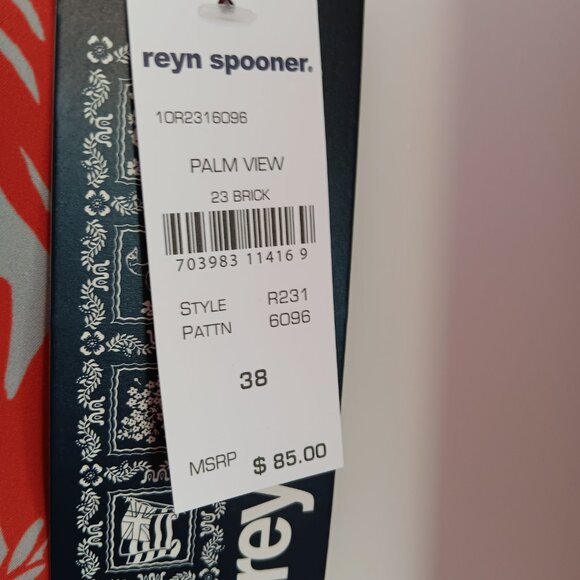 reyn spooner.
10R2316096
PALM VIEW
23 BRICK
703983 11416 9
STYLE R231
PATTN 6096
38
MSRP $ 85.00
rey